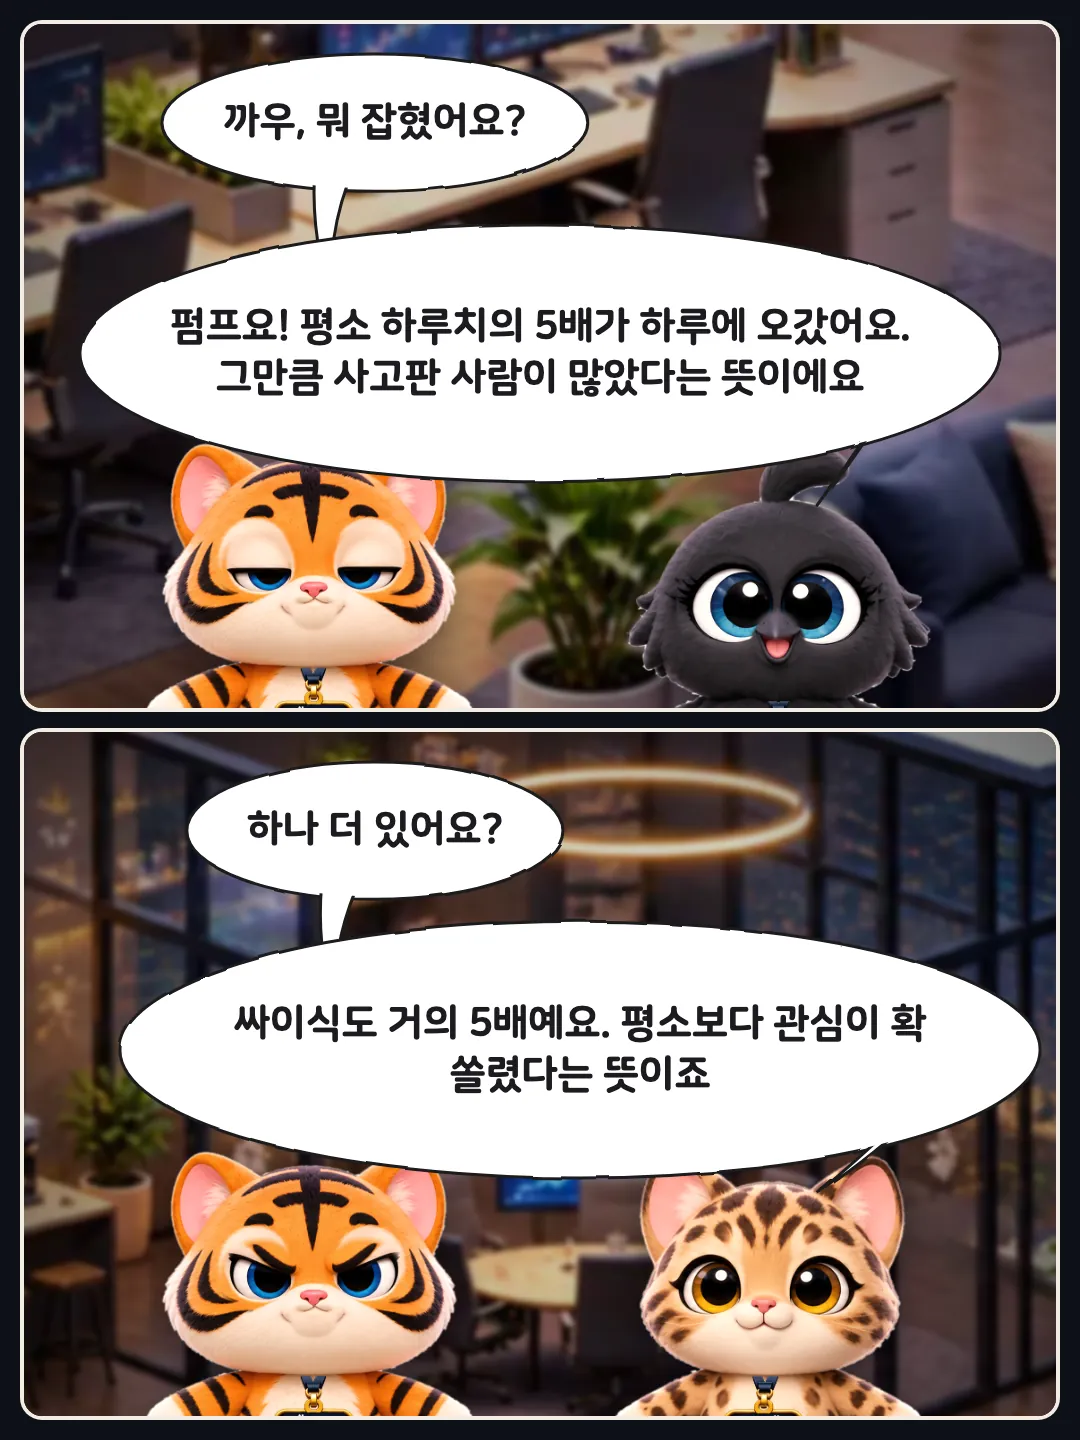 까우, 뭐 잡혔어요?
펌프요! 평소 하루치의 5배가 하루에 오갔어요.
그만큼 사고판 사람이 많았다는 뜻이에요
하나 더 있어요?
싸이식도 거의 5배예요. 평소보다 관심이 확
쏠렸다는 뜻이죠